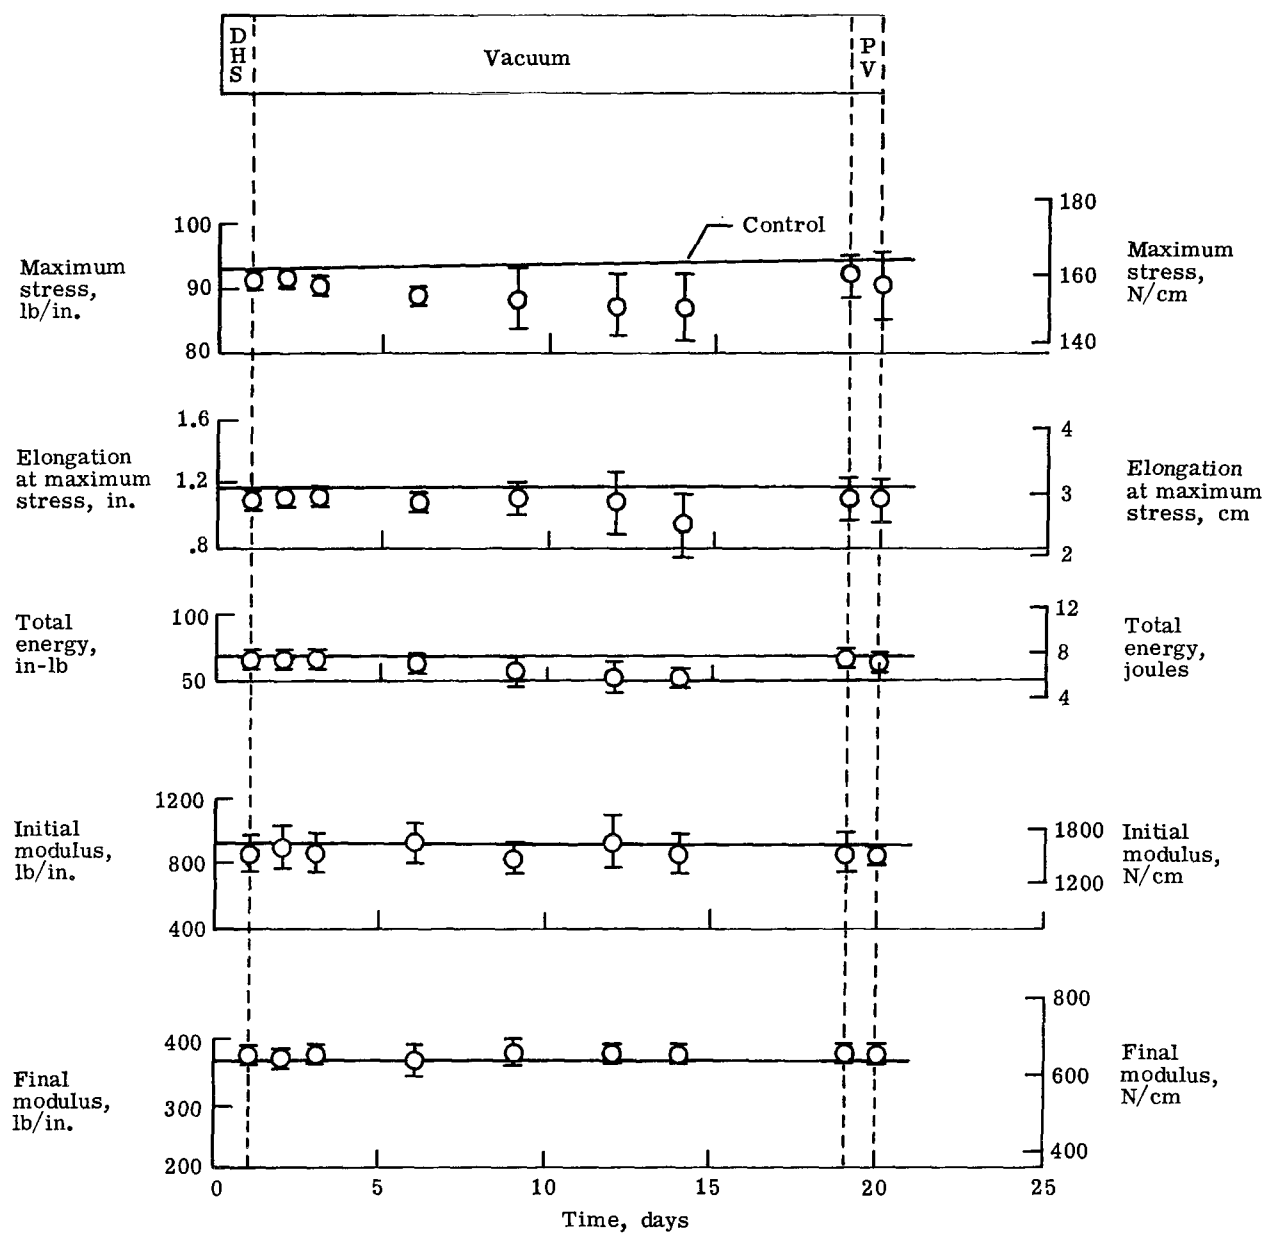 D
H
S
Vacuum
P
V
Control
100
90
80
Maximum
stress,
lb/in.
180
160
140
Maximum
stress,
N/cm
1.6
1.2
.8
Elongation
at maximum
stress, in.
4
3
2
Elongation
at maximum
stress, cm
100
50
Total
energy,
in-lb
12
8
4
Total
energy,
joules
1200
800
400
Initial
modulus,
lb/in.
1800
1200
Initial
modulus,
N/cm
400
300
200
Final
modulus,
lb/in.
800
600
400
Final
modulus,
N/cm
0 5 10 15 20 25
Time, days